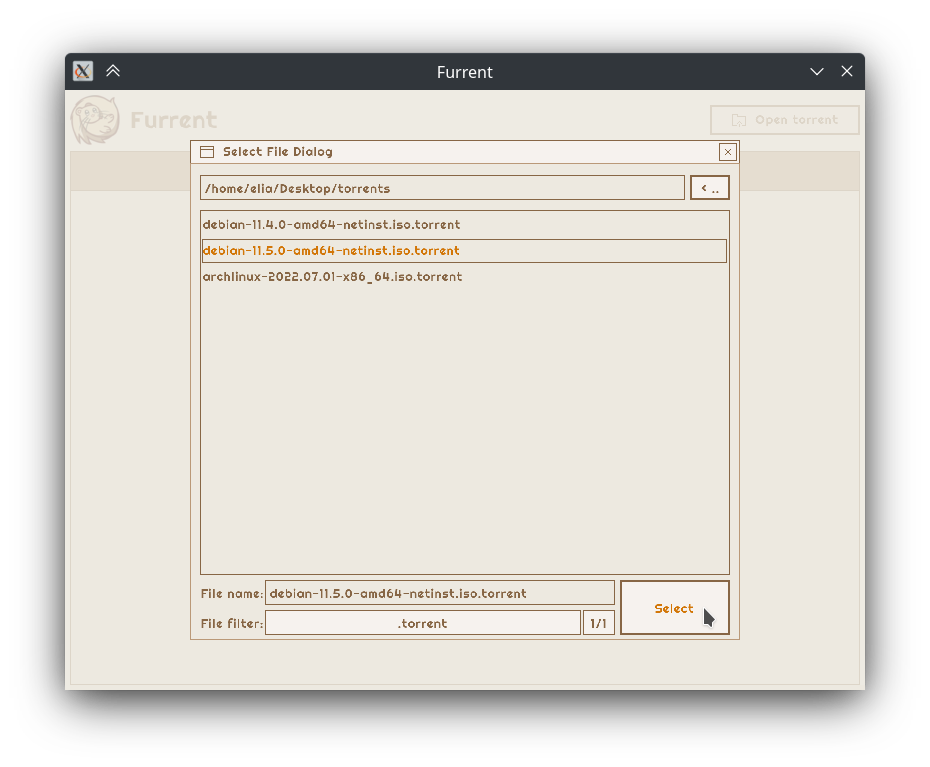 Furrent
Furrent
Open torrent
Select File Dialog
/home/elia/Desktop/torrents
< ..
debian-11.4.0-amd64-netinst.iso.torrent
debian-11.5.0-amd64-netinst.iso.torrent
archlinux-2022.07.01-x86_64.iso.torrent
File name: debian-11.5.0-amd64-netinst.iso.torrent
Select
File filter: .torrent 1/1